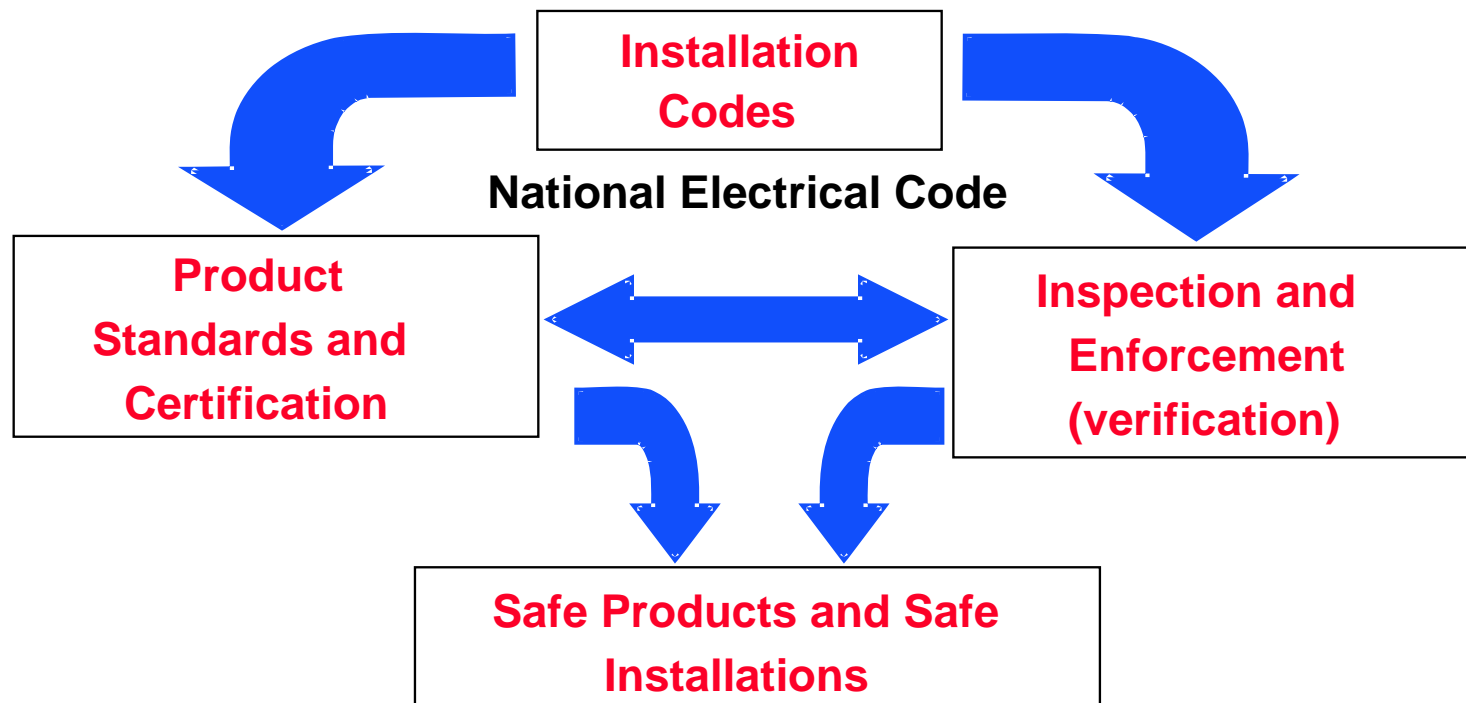 Installation
Codes
National Electrical Code
Product
Standards and
Certification
Inspection and
Enforcement
(verification)
Safe Products and Safe
Installations